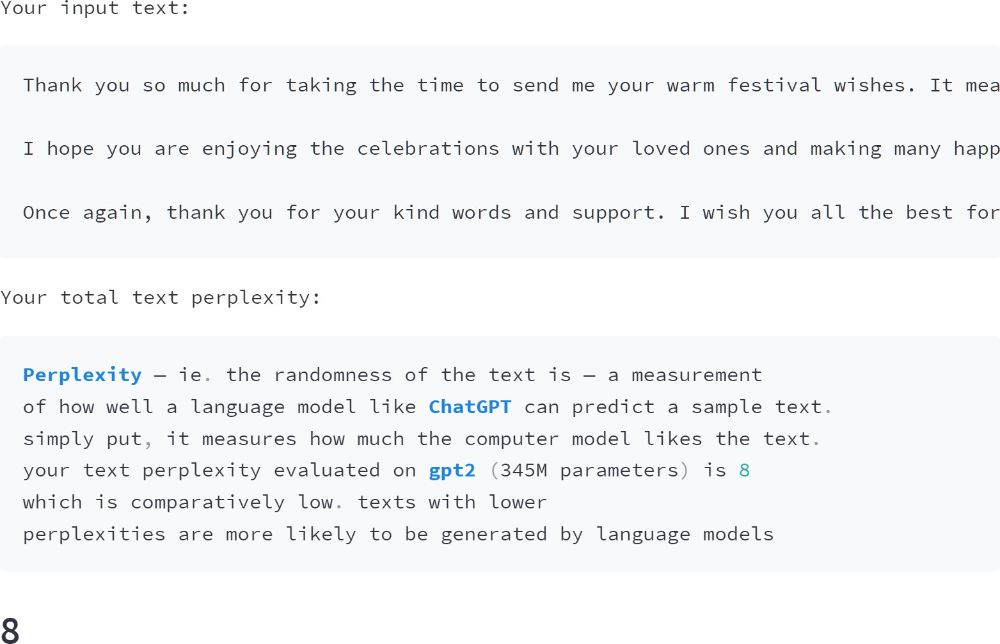 Your input text:
Thank you so much for taking the time to send me your warm festival wishes. It mea
I hope you are enjoying the celebrations with your loved ones and making many happ
Once again, thank you for your kind words and support. I wish you all the best for
Your total text perplexity:
Perplexity — ie. the randomness of the text is — a measurement
of how well a language model like ChatGPT can predict a sample text.
simply put, it measures how much the computer model likes the text.
your text perplexity evaluated on gpt2 (345M parameters) is 8
which is comparatively low. texts with lower
perplexities are more likely to be generated by language models
8